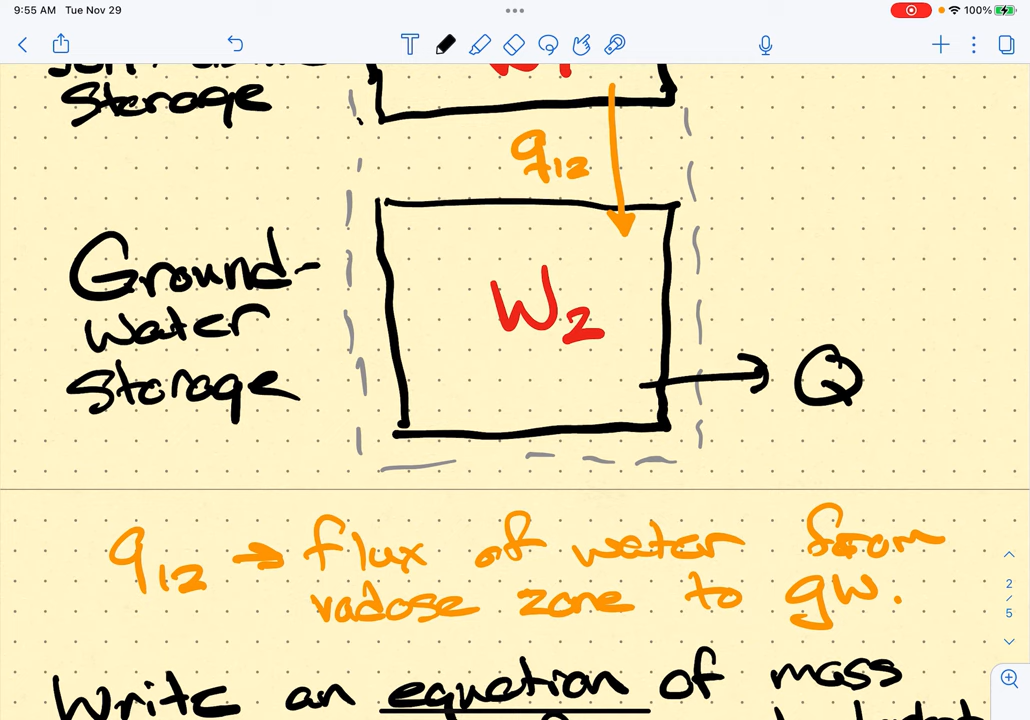 9:55 AM Tue Nov 29
100%
T
Storage
W1
q12
Ground-
water
Storage
W2
Q
q12 → flux of water from
vadose zone to gw.
2
/
5
Write an equation of mass